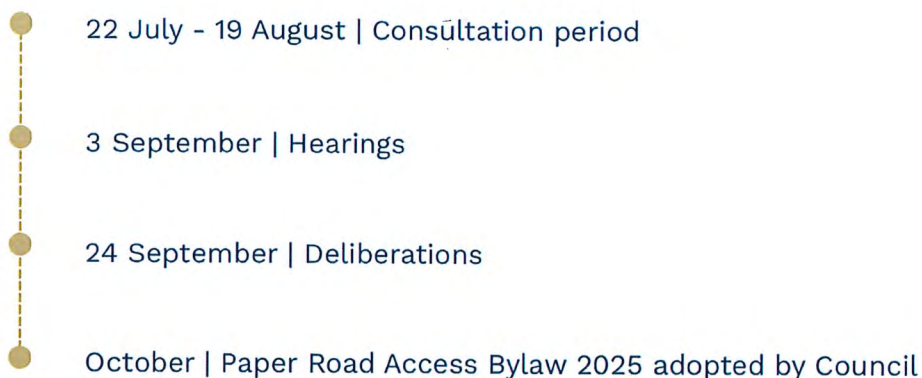 22 July - 19 August | Consultation period
3 September | Hearings
24 September | Deliberations
October | Paper Road Access Bylaw 2025 adopted by Council